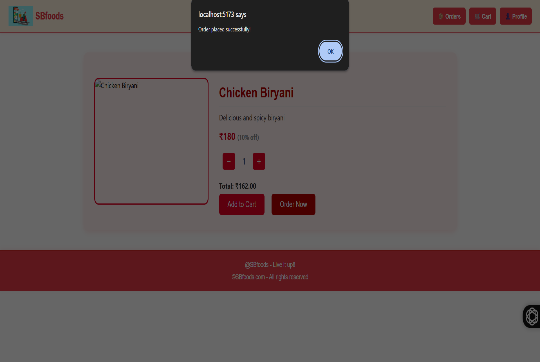 SBfoods
Orders
Cart
Profile
localhost:5173 says
Order placed successfully
OK
Chicken Biryani
Chicken Biryani
Delicious and spicy biryani
₹180 (10% off)
- 1 +
Total: ₹162.00
Add to Cart
Order Now
@SBfoods - Live
©SBfoods.com - All rights reserved